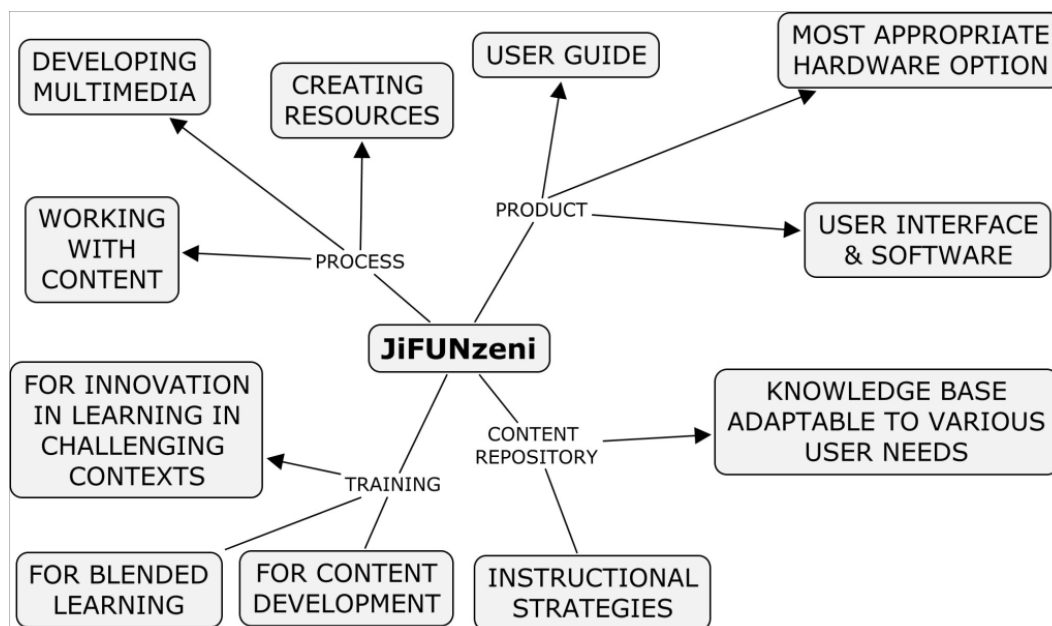 DEVELOPING
MULTIMEDIA
CREATING
RESOURCES
USER GUIDE
MOST APPROPRIATE
HARDWARE OPTION
WORKING
WITH
CONTENT
PROCESS
PRODUCT
USER INTERFACE
& SOFTWARE
JiFUNzeni
FOR INNOVATION
IN LEARNING IN
CHALLENGING
CONTEXTS
TRAINING
CONTENT
REPOSITORY
KNOWLEDGE BASE
ADAPTABLE TO VARIOUS
USER NEEDS
FOR BLENDED
LEARNING
FOR CONTENT
DEVELOPMENT
INSTRUCTIONAL
STRATEGIES